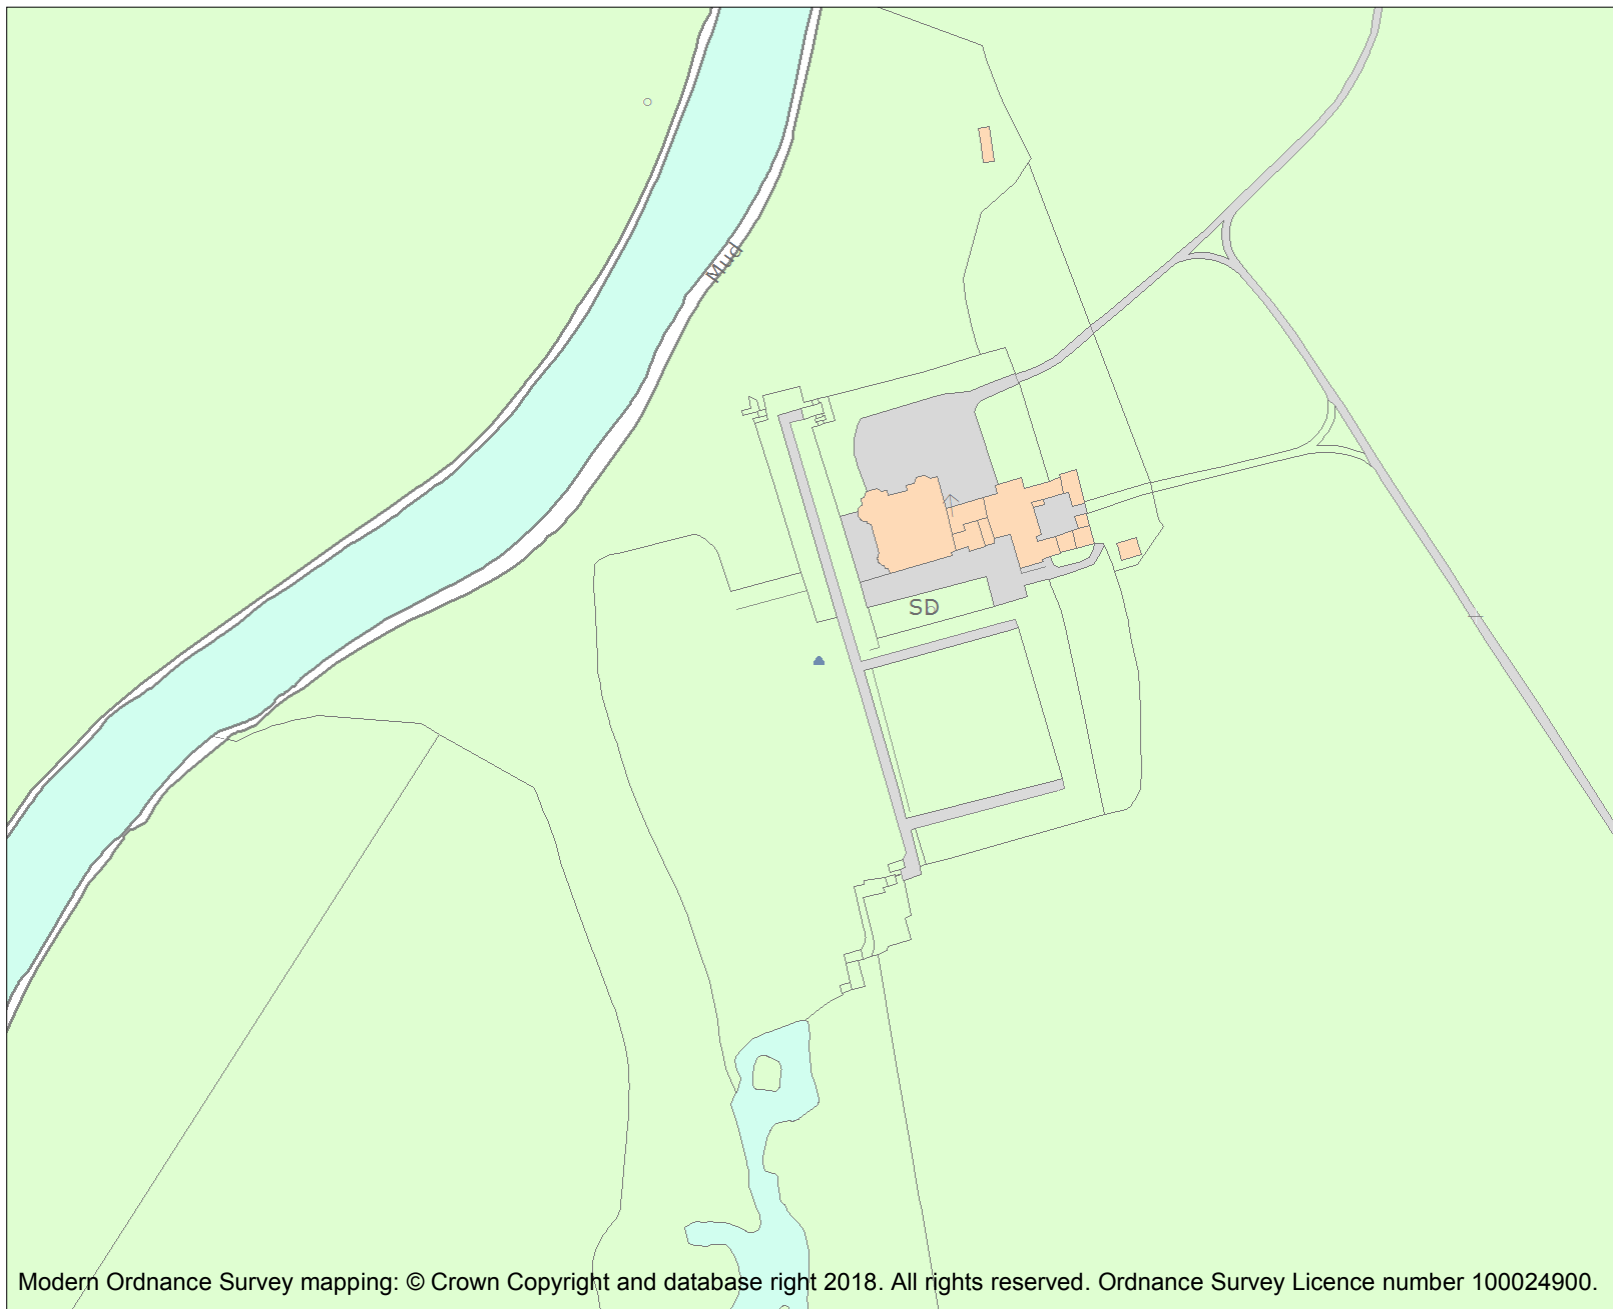 Mud
SD
Modern Ordnance Survey mapping: © Crown Copyright and database right 2018. All rights reserved. Ordnance Survey Licence number 100024900.